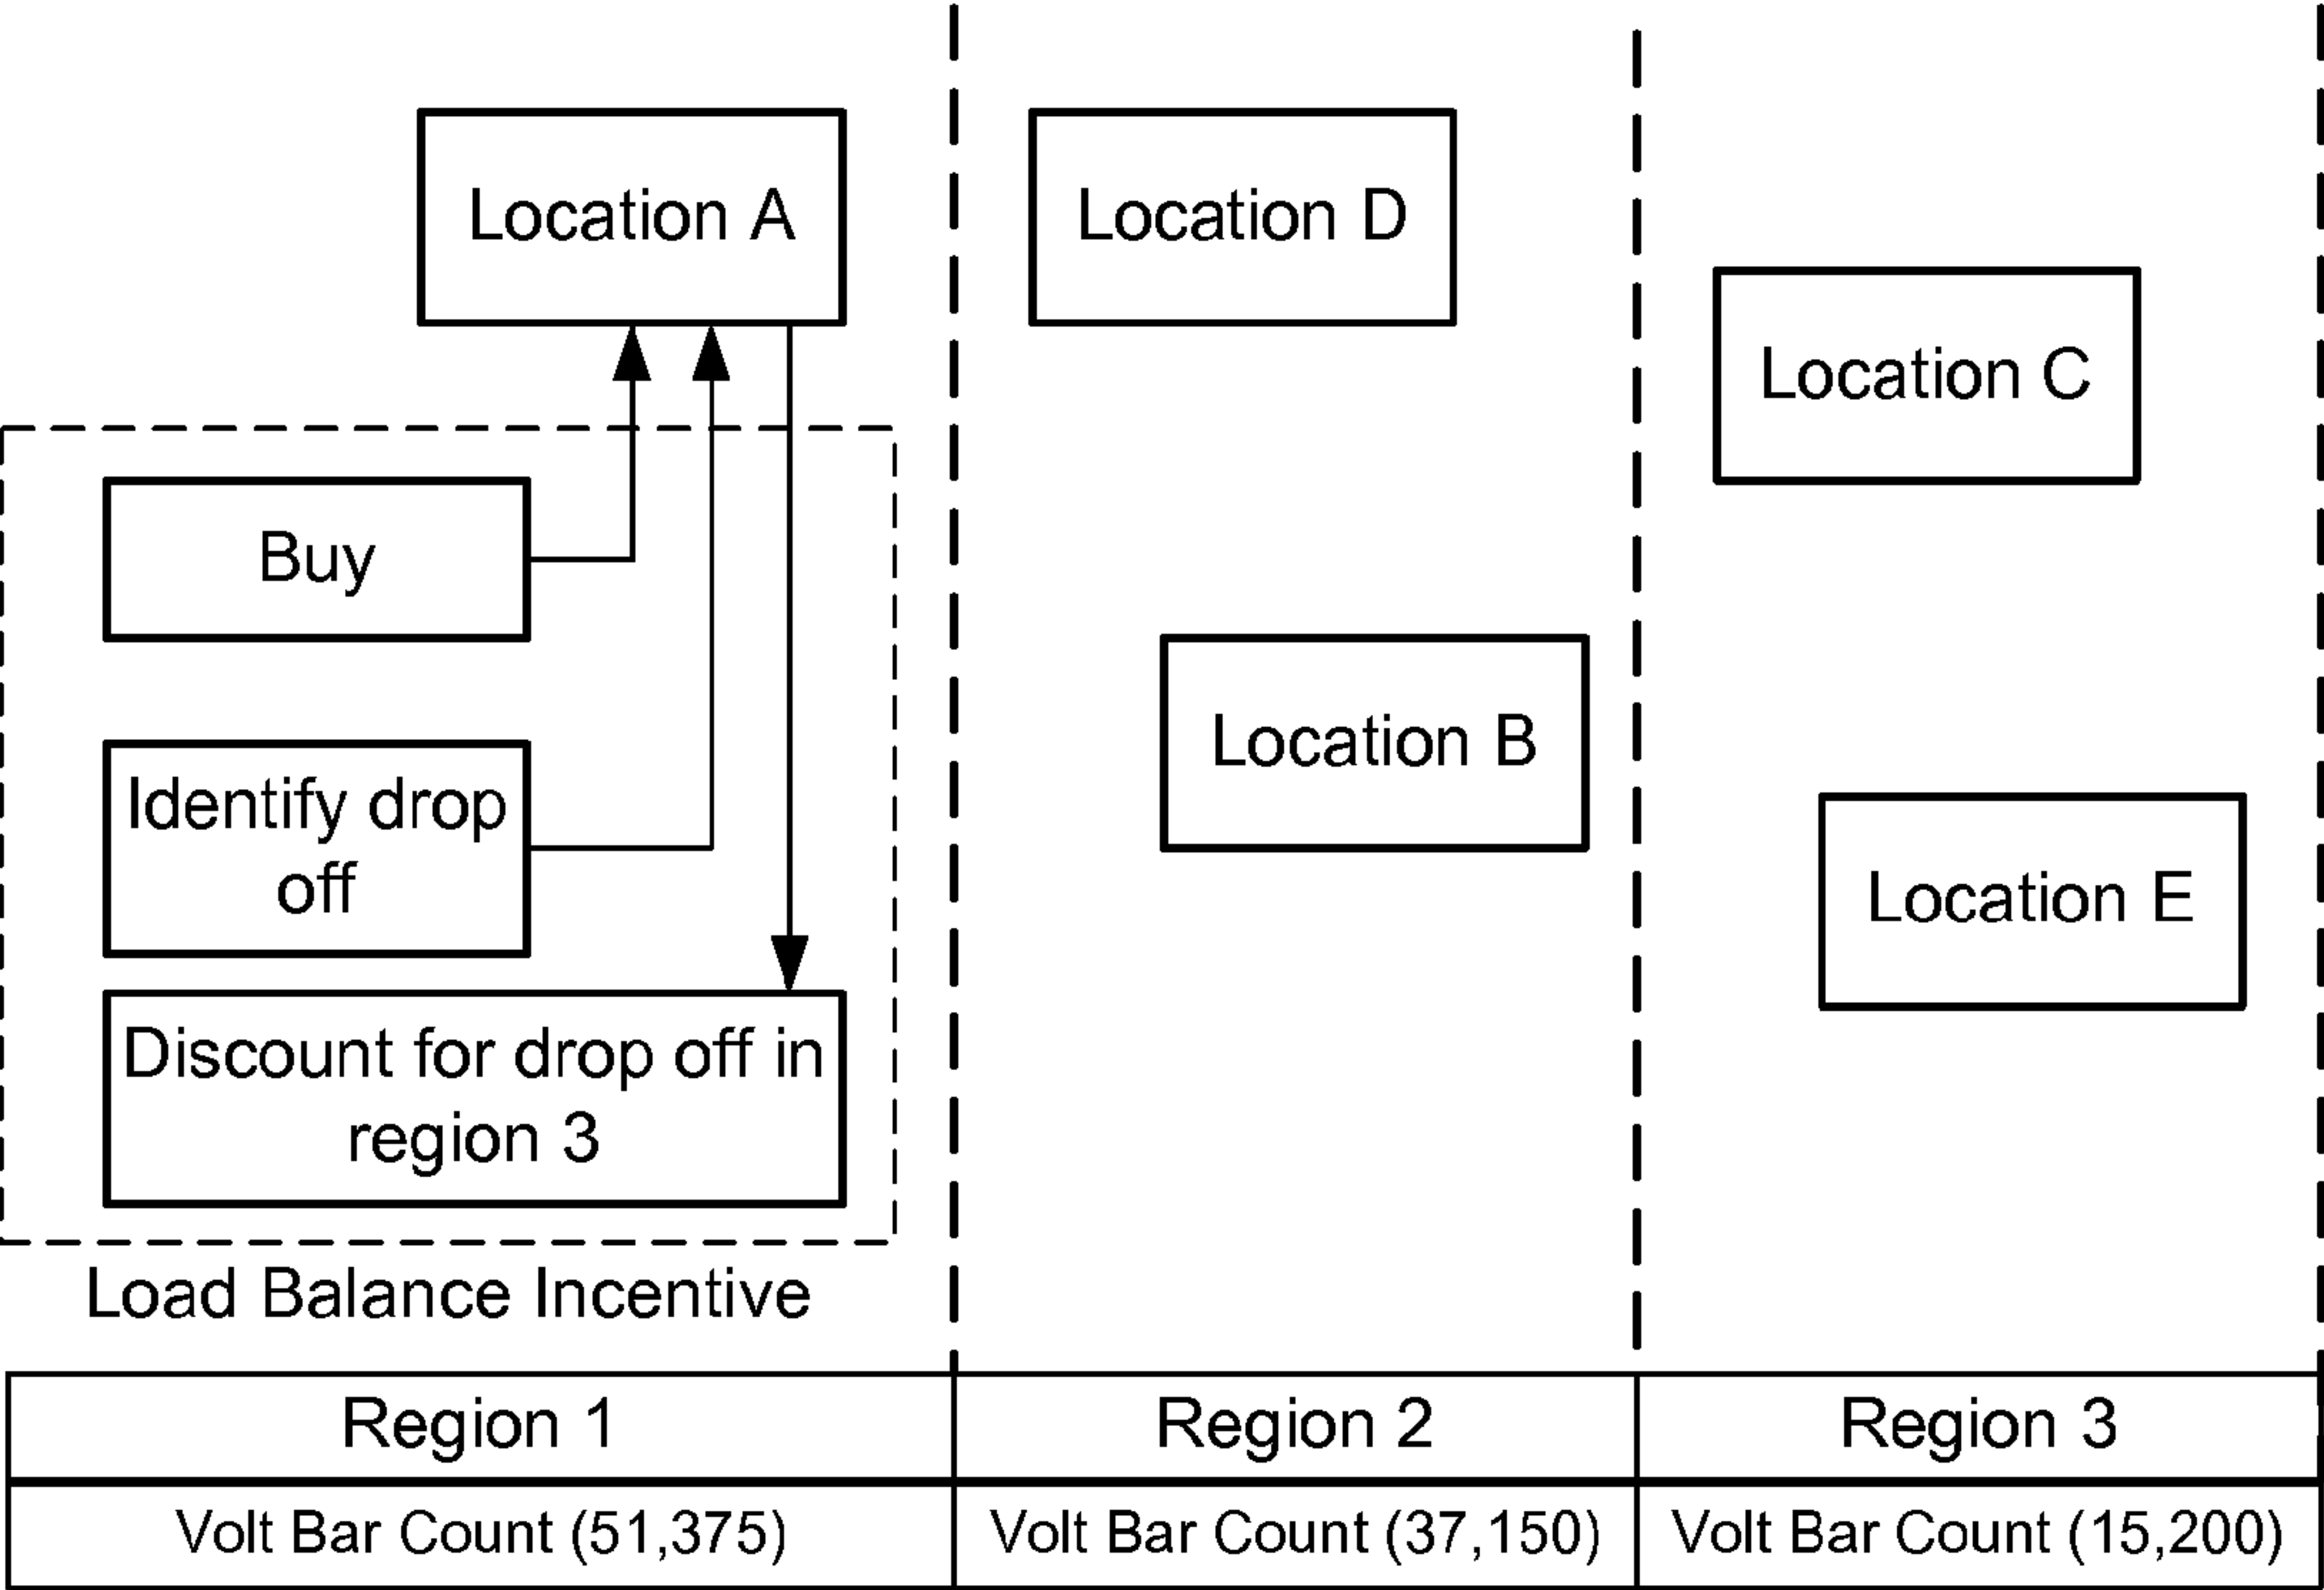 Location A
Location D
Location C
Buy
Location B
Identify drop
off
Location E
Discount for drop off in
region 3
Load Balance Incentive
Region 1
Region 2
Region 3
Volt Bar Count (51,375)
Volt Bar Count (37,150)
Volt Bar Count (15,200)